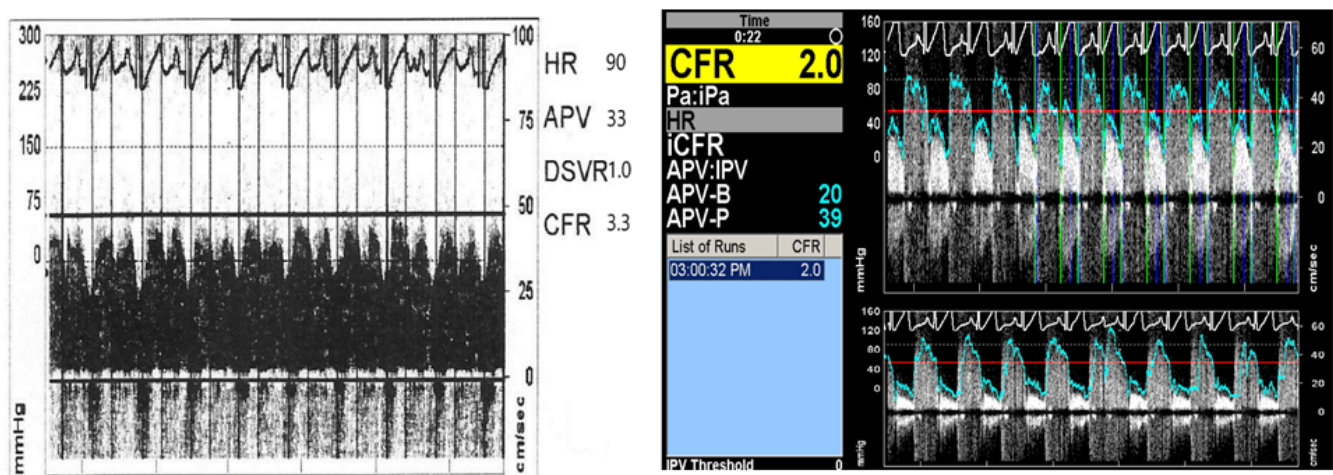 300
225
150
75
0
mmHg
100
75
50
25
0
cm/sec
HR 90
APV 33
DSVR1.0
CFR 3.3
Time
0:22
CFR 2.0
Pa:iPa
HR
iCFR
APV:IPV
APV-B 20
APV-P 39
List of Runs CFR
03:00:32 PM 2.0
IPV Threshold 0
160
120
80
40
0
mmHg
60
40
20
0
cm/sec
160
120
80
40
0
mmHg
60
40
20
0
cm/sec